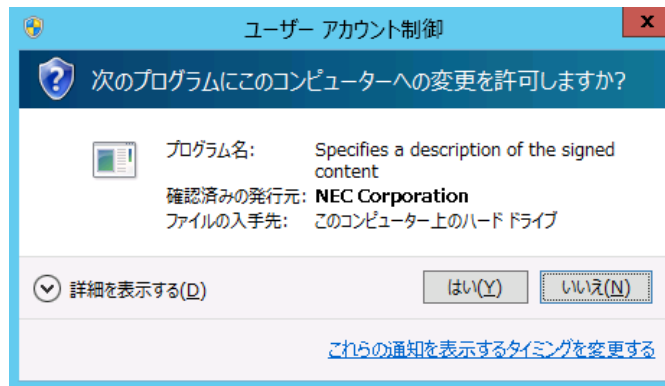 ユーザー アカウント制御
x
次のプログラムにこのコンピューターへの変更を許可しますか?
プログラム名: Specifies a description of the signed
content
確認済みの発行元: NEC Corporation
ファイルの入手先: このコンピューター上のハード ドライブ
詳細を表示する(D) はい(Y) いいえ(N)
これらの通知を表示するタイミングを変更する